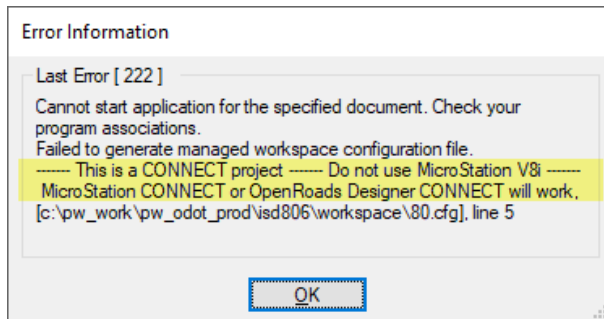 Error Information
Last Error [ 222 ]
Cannot start application for the specified document. Check your
program associations.
Failed to generate managed workspace configuration file.
------- This is a CONNECT project ------- Do not use MicroStation V8i -------
MicroStation CONNECT or OpenRoads Designer CONNECT will work,
[c:\pw_work\pw_odot_prod\isd806\workspace\80.cfg], line 5
OK